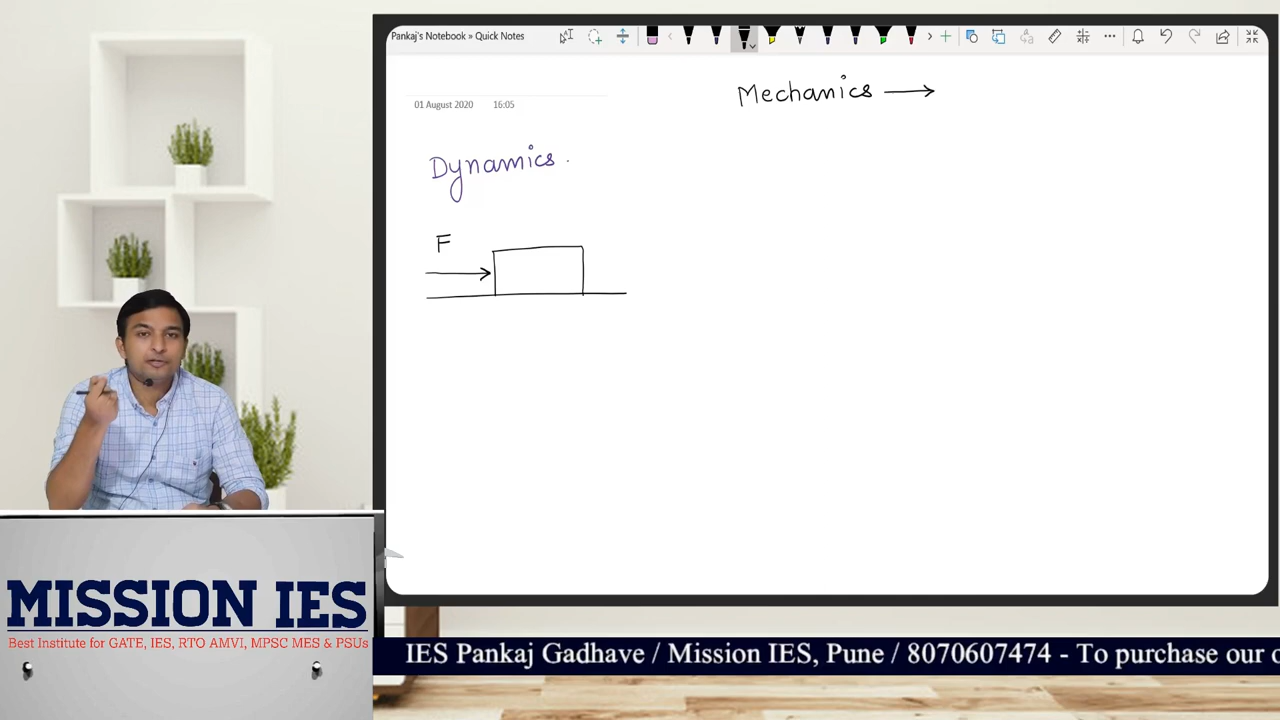 Pankaj's Notebook » Quick Notes
Mechanics →
01 August 2020 16:05
Dynamics.
F
MISSION IES
Best Institute for GATE, IES, RTO AMVI, MPSC MES & PSUs
IES Pankaj Gadhave / Mission IES, Pune / 8070607474 - To purchase our o